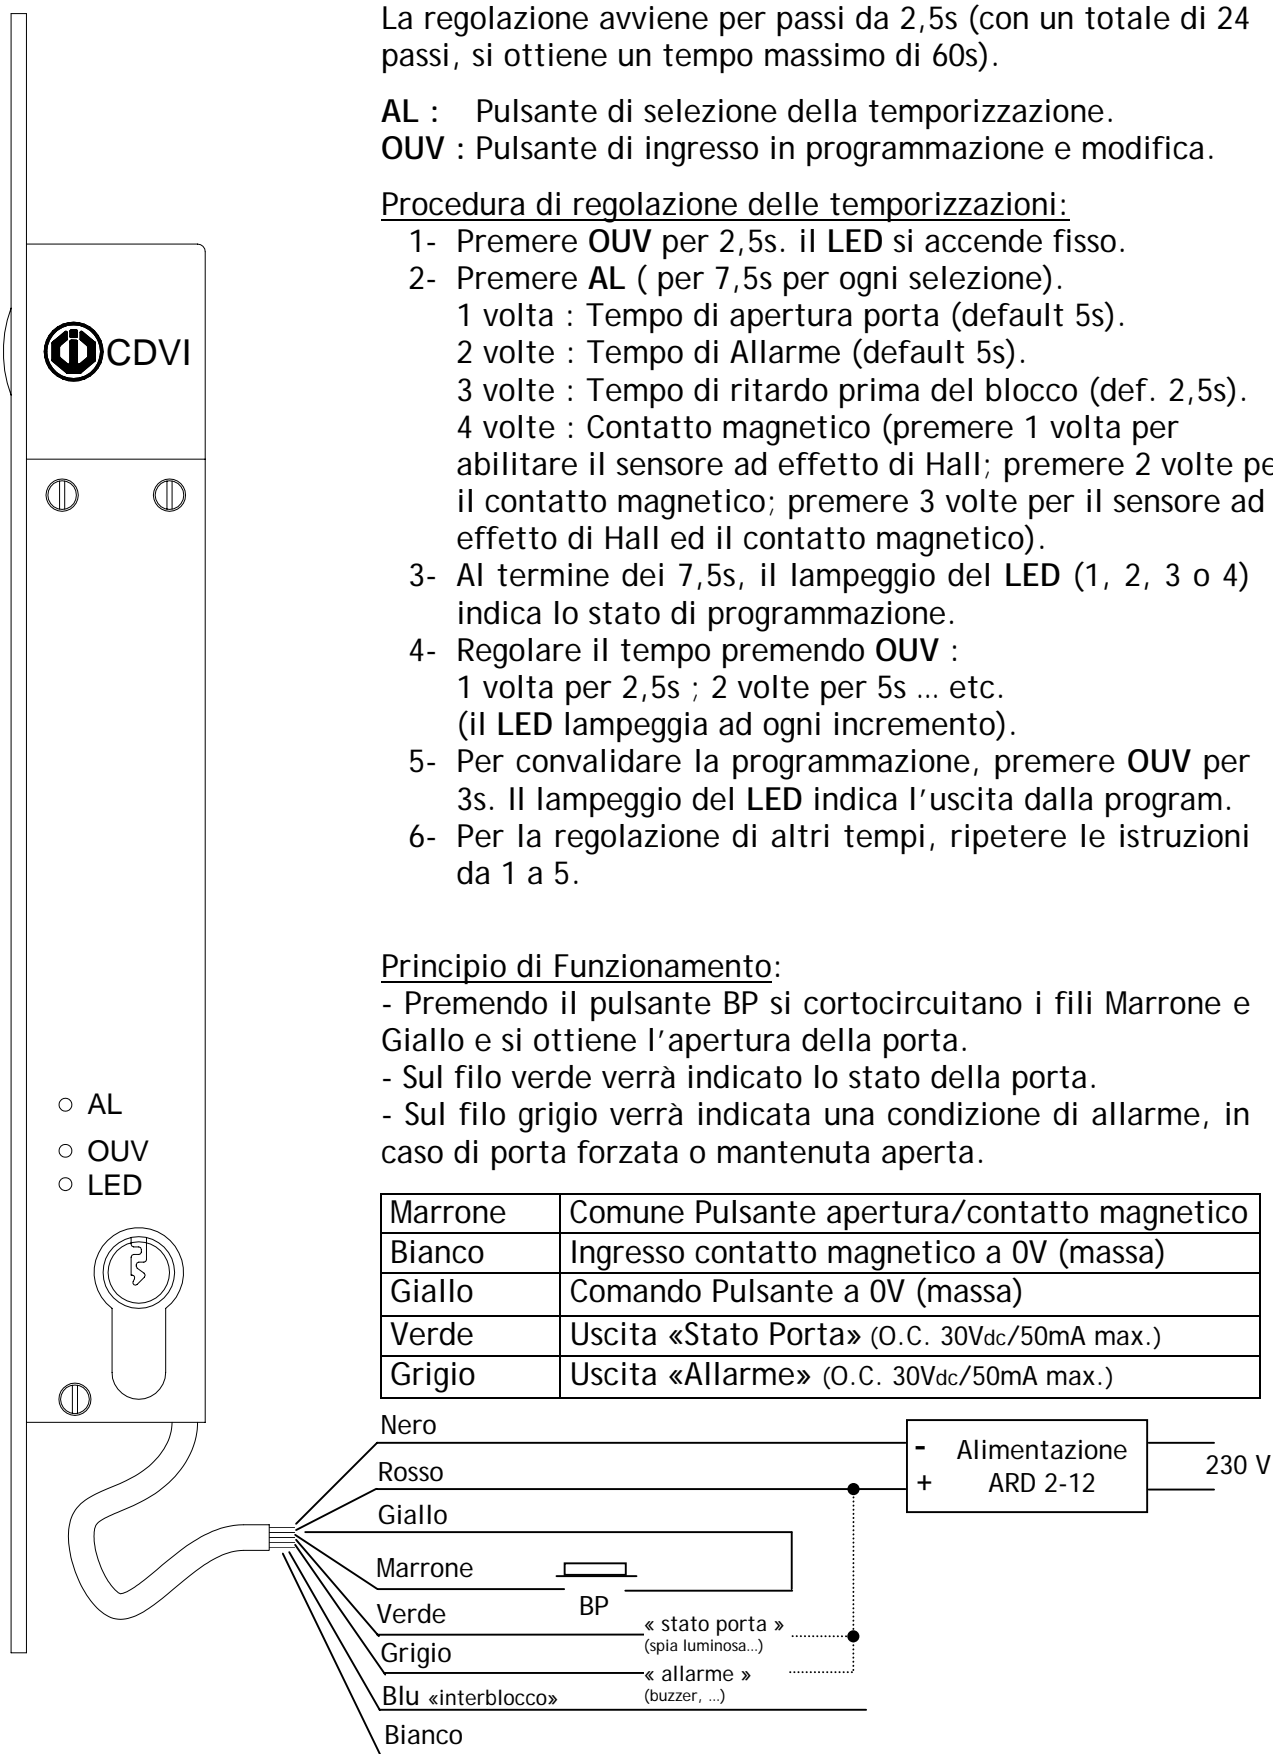 La regolazione avviene per passi da 2,5s (con un totale di 24
passi, si ottiene un tempo massimo di 60s).
AL : Pulsante di selezione della temporizzazione.
OUV : Pulsante di ingresso in programmazione e modifica.
Procedura di regolazione delle temporizzazioni:
1- Premere OUV per 2,5s. il LED si accende fisso.
2- Premere AL ( per 7,5s per ogni selezione).
1 volta : Tempo di apertura porta (default 5s).
2 volte : Tempo di Allarme (default 5s).
3 volte : Tempo di ritardo prima del blocco (def. 2,5s).
4 volte : Contatto magnetico (premere 1 volta per
abilitare il sensore ad effetto di Hall; premere 2 volte pe
il contatto magnetico; premere 3 volte per il sensore ad
effetto di Hall ed il contatto magnetico).
3- Al termine dei 7,5s, il lampeggio del LED (1, 2, 3 o 4)
indica lo stato di programmazione.
4- Regolare il tempo premendo OUV :
1 volta per 2,5s ; 2 volte per 5s ... etc.
(il LED lampeggia ad ogni incremento).
5- Per convalidare la programmazione, premere OUV per
3s. Il lampeggio del LED indica l'uscita dalla program.
6- Per la regolazione di altri tempi, ripetere le istruzioni
da 1 a 5.
Principio di Funzionamento:
- Premendo il pulsante BP si cortocircuitano i fili Marrone e
Giallo e si ottiene l'apertura della porta.
- Sul filo verde verrà indicato lo stato della porta.
- Sul filo grigio verrà indicata una condizione di allarme, in
caso di porta forzata o mantenuta aperta.
Marrone Comune Pulsante apertura/contatto magnetico
Bianco Ingresso contatto magnetico a 0V (massa)
Giallo Comando Pulsante a 0V (massa)
Verde Uscita «Stato Porta» (O.C. 30Vdc/50mA max.)
Grigio Uscita «Allarme» (O.C. 30Vdc/50mA max.)
CDVI
AL
OUV
LED
Nero
Rosso
Giallo
Marrone
BP
Verde
« stato porta »
(spia luminosa...)
Grigio
« allarme »
(buzzer, ...)
Blu «interblocco»
Bianco
- Alimentazione
+ ARD 2-12
230 V